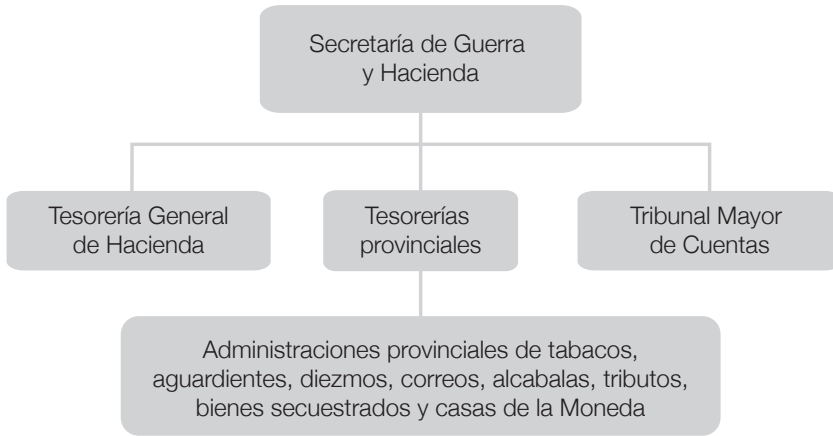 Secretaría de Guerra
y Hacienda
Tesorería General
de Hacienda
Tesorerías
provinciales
Tribunal Mayor
de Cuentas
Administraciones provinciales de tabacos,
aguardientes, diezmos, correos, alcabalas, tributos,
bienes secuestrados y casas de la Moneda